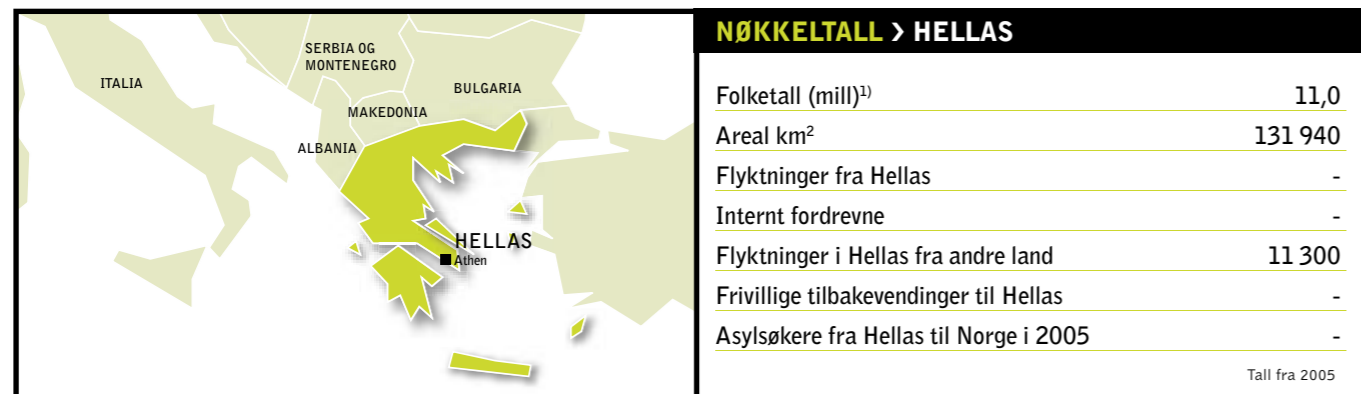 SERBIA OG
MONTENEGRO
ITALIA
BULGARIA
MAKEDONIA
ALBANIA
HELLAS
Athen
NØKKELTALL > HELLAS
Folketall (mill)1) 11,0
Areal km2 131 940
Flyktninger fra Hellas -
Internt fordrevne -
Flyktninger i Hellas fra andre land 11 300
Frivillige tilbakevendinger til Hellas -
Asylsøkere fra Hellas til Norge i 2005 -
Tall fra 2005